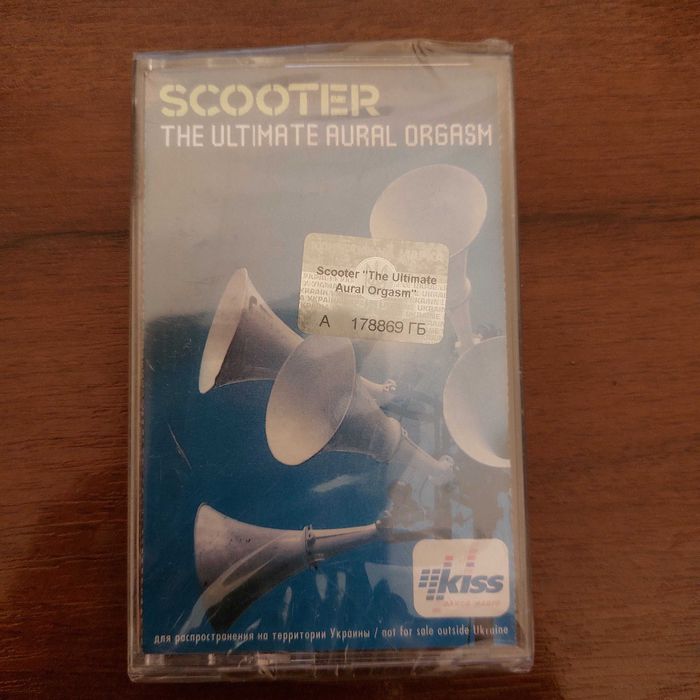 SCOOTER
THE ULTIMATE AURAL ORGASM
Scooter "The Ultimate
Aural Orgasm"
А 178869 ГБ
kiss
для распространения на территории Украины / not for sale outside Ukraine